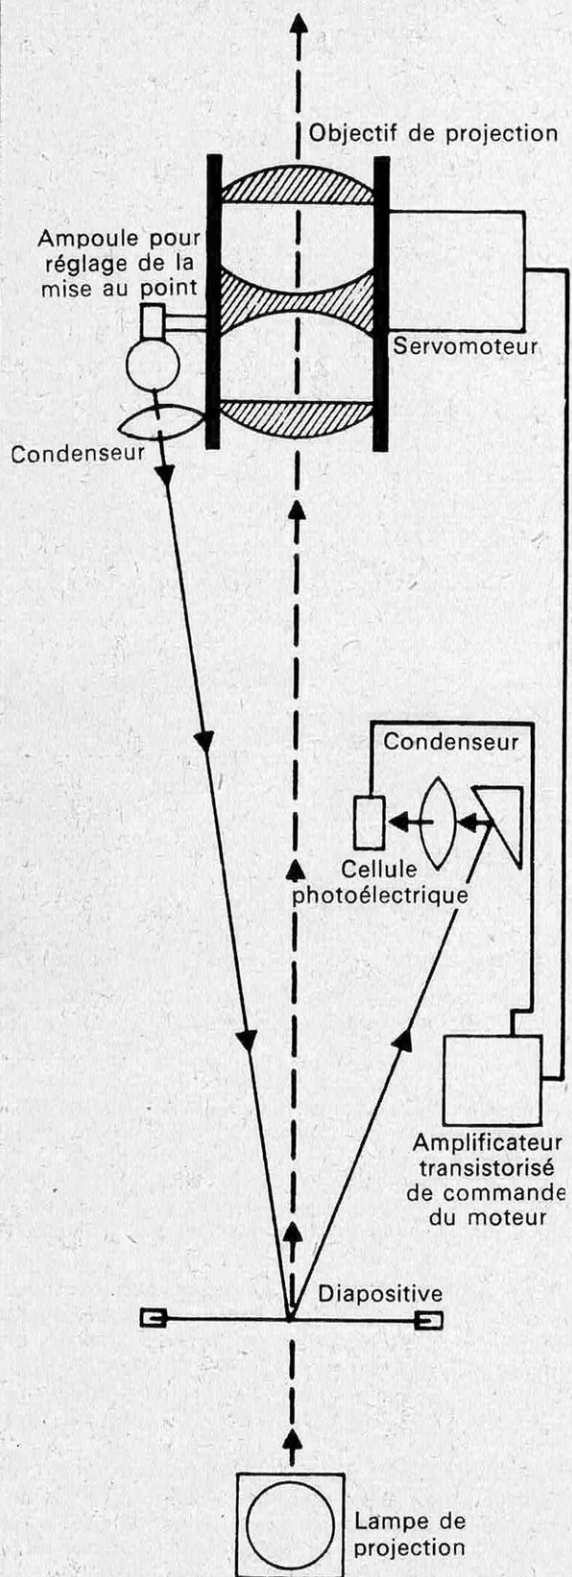 Objectif de projection
Ampoule pour
réglage de la
mise au point
Servomoteur
Condenseur
Condenseur
Cellule
photoélectrique
Amplificateur
transistorisé
de commande
du moteur
Diapositive
Lampe de
projection